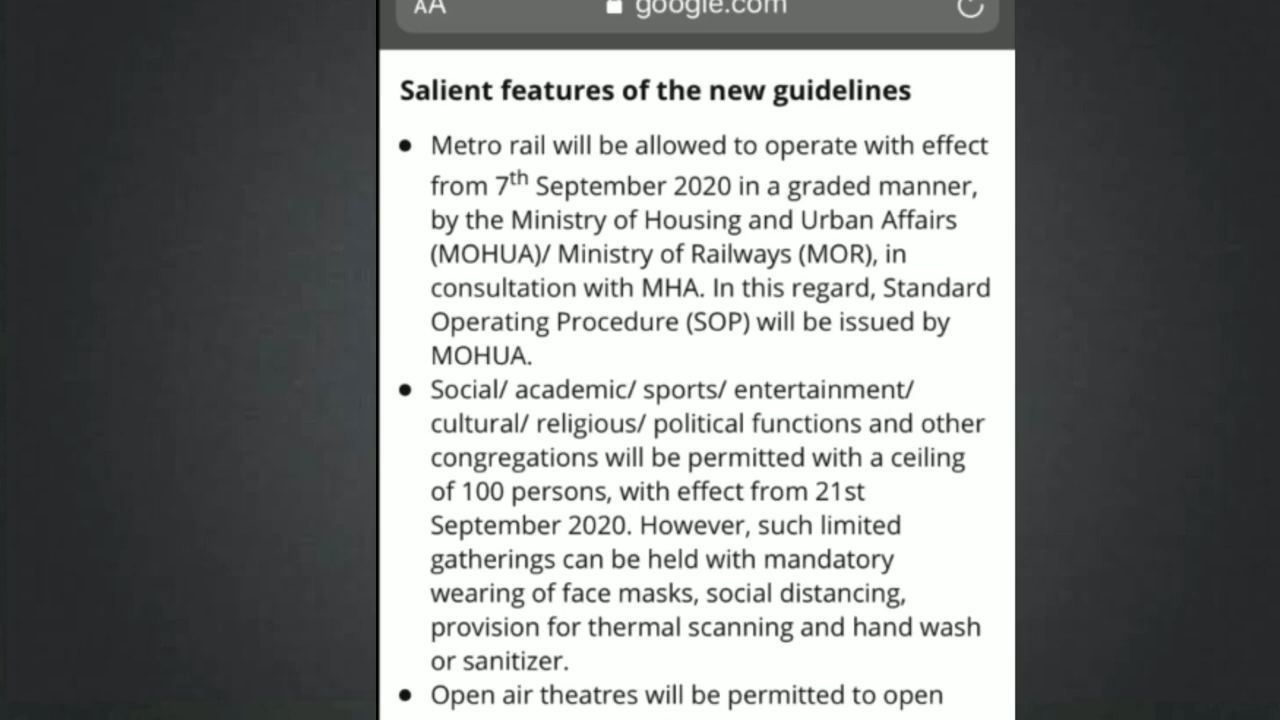 AA google.com
Salient features of the new guidelines
● Metro rail will be allowed to operate with effect
from 7th September 2020 in a graded manner,
by the Ministry of Housing and Urban Affairs
(MOHUA)/ Ministry of Railways (MOR), in
consultation with MHA. In this regard, Standard
Operating Procedure (SOP) will be issued by
MOHUA.
● Social/ academic/ sports/ entertainment/
cultural/ religious/ political functions and other
congregations will be permitted with a ceiling
of 100 persons, with effect from 21st
September 2020. However, such limited
gatherings can be held with mandatory
wearing of face masks, social distancing,
provision for thermal scanning and hand wash
or sanitizer.
● Open air theatres will be permitted to open